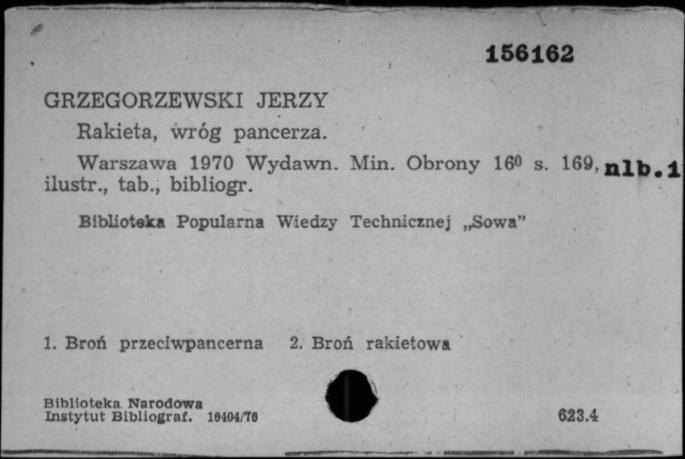 156162
GRZEGORZEWSKI JERZY
Rakieta, wróg pancerza.
Warszawa 1970 Wydawn. Min. Obrony 16⁰ s. 169, nlb.1
ilustr., tab., bibliogr.
Biblioteka Popularna Wiedzy Technicznej „Sowa”
1. Broń przeciwpancerna 2. Broń rakietowa
Biblioteka Narodowa
Instytut Bibliograf. 10404/70
623.4